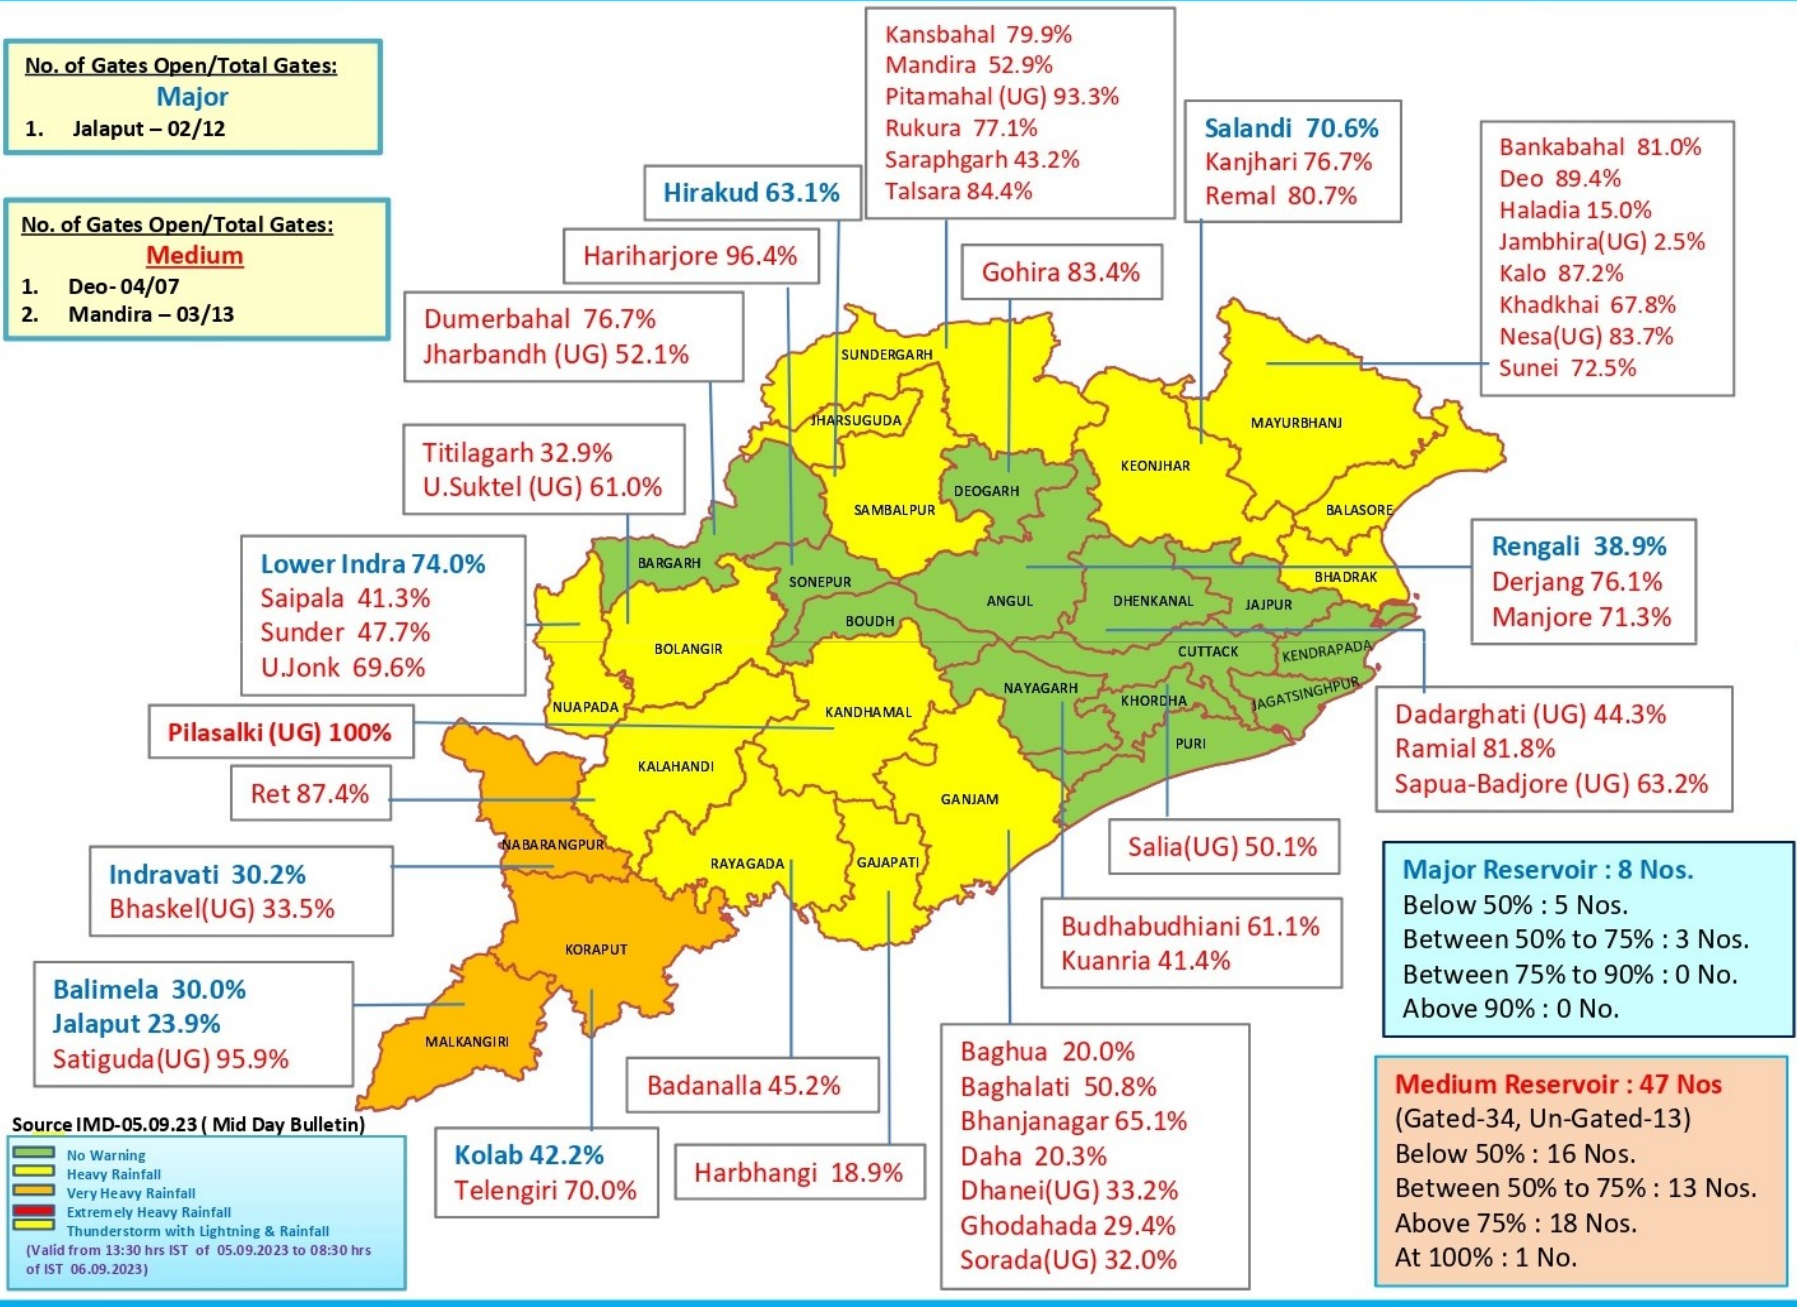 No. of Gates Open/Total Gates:
Major
1. Jalaput – 02/12
No. of Gates Open/Total Gates:
Medium
1. Deo- 04/07
2. Mandira – 03/13
Kansbahal 79.9%
Mandira 52.9%
Pitamahal (UG) 93.3%
Rukura 77.1%
Saraphgarh 43.2%
Talsara 84.4%
Salandi 70.6%
Kanjhari 76.7%
Remal 80.7%
Bankabahal 81.0%
Deo 89.4%
Haladia 15.0%
Jambhira(UG) 2.5%
Kalo 87.2%
Khadkhai 67.8%
Nesa(UG) 83.7%
Sunei 72.5%
Hirakud 63.1%
Hariharjore 96.4%
Gohira 83.4%
Dumerbahal 76.7%
Jharbandh (UG) 52.1%
Titilagarh 32.9%
U.Suktel (UG) 61.0%
Lower Indra 74.0%
Saipala 41.3%
Sunder 47.7%
U.Jonk 69.6%
Pilasalki (UG) 100%
Ret 87.4%
Indravati 30.2%
Bhaskel(UG) 33.5%
Balimela 30.0%
Jalaput 23.9%
Satiguda(UG) 95.9%
SUNDERGARH
JHARSUGUDA
MAYURBHANJ
KEONJHAR
DEOGARH
SAMBALPUR
BALASORE
BARGARH
SONEPUR
BHADRAK
ANGUL
DHENKANAL
JAJPUR
BOUDH
BOLANGIR
CUTTACK
KENDRAPADA
NUAPADA
NAYAGARH
KHORDHA
JAGATSINGHPUR
KANDHAMAL
PURI
KALAHANDI
GANJAM
NABARANGPUR
RAYAGADA
GAJAPATI
KORAPUT
MALKANGIRI
Rengali 38.9%
Derjang 76.1%
Manjore 71.3%
Dadarghati (UG) 44.3%
Ramial 81.8%
Sapua-Badjore (UG) 63.2%
Salia(UG) 50.1%
Budhabudhiani 61.1%
Kuanria 41.4%
Baghua 20.0%
Baghalati 50.8%
Bhanjanagar 65.1%
Daha 20.3%
Dhanei(UG) 33.2%
Ghodahada 29.4%
Sorada(UG) 32.0%
Badanalla 45.2%
Harbhangi 18.9%
Kolab 42.2%
Telengiri 70.0%
Major Reservoir : 8 Nos.
Below 50% : 5 Nos.
Between 50% to 75% : 3 Nos.
Between 75% to 90% : 0 No.
Above 90% : 0 No.
Medium Reservoir : 47 Nos
(Gated-34, Un-Gated-13)
Below 50% : 16 Nos.
Between 50% to 75% : 13 Nos.
Above 75% : 18 Nos.
At 100% : 1 No.
Source IMD-05.09.23 ( Mid Day Bulletin)
No Warning
Heavy Rainfall
Very Heavy Rainfall
Extremely Heavy Rainfall
Thunderstorm with Lightning & Rainfall
(Valid from 13:30 hrs IST of 05.09.2023 to 08:30 hrs
of IST 06.09.2023)